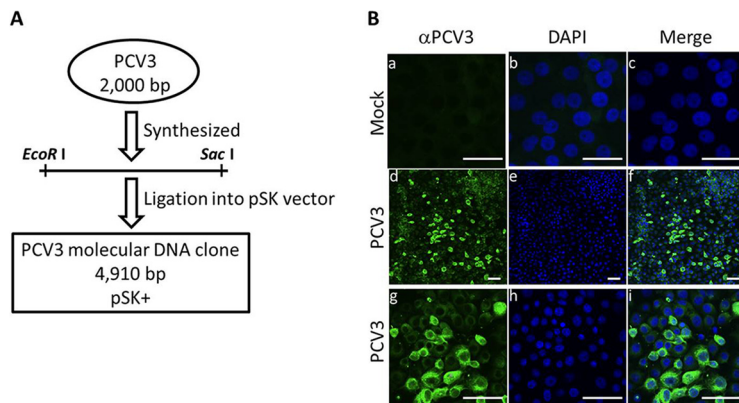 A
PCV3
2,000 bp
Synthesized
EcoR I
Sac I
Ligation into pSK vector
PCV3 molecular DNA clone
4,910 bp
pSK+
B
αPCV3
DAPI
Merge
Mock
a
b
c
PCV3
d
e
f
PCV3
g
h
i